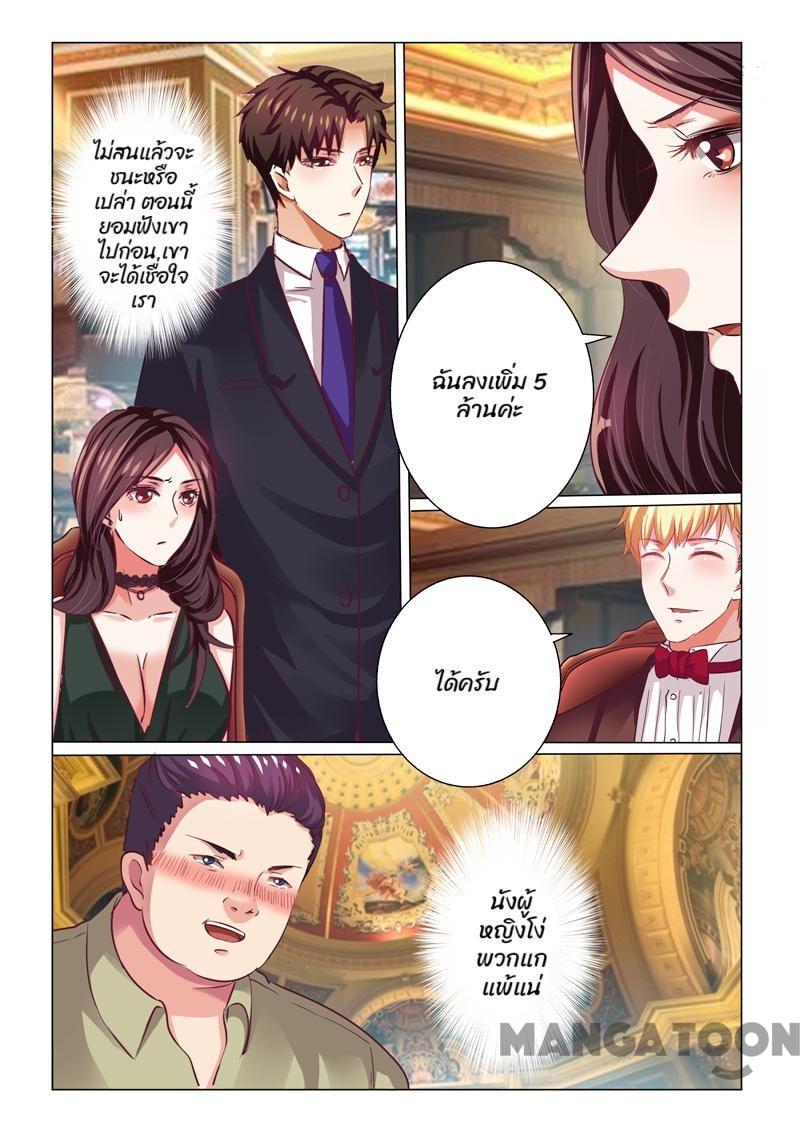 ไม่สนแล้วจะ
ชนะหรือ
เปล่า ตอนนี้
ยอมฟังเขา
ไปก่อน เขา
จะได้เชื่อใจ
เรา
ฉันลงเพิ่ม 5
ล้านค่ะ
ได้ครับ
นังผู้
หญิงโง่
พวกแก
แพ้แน่
MANGATOON